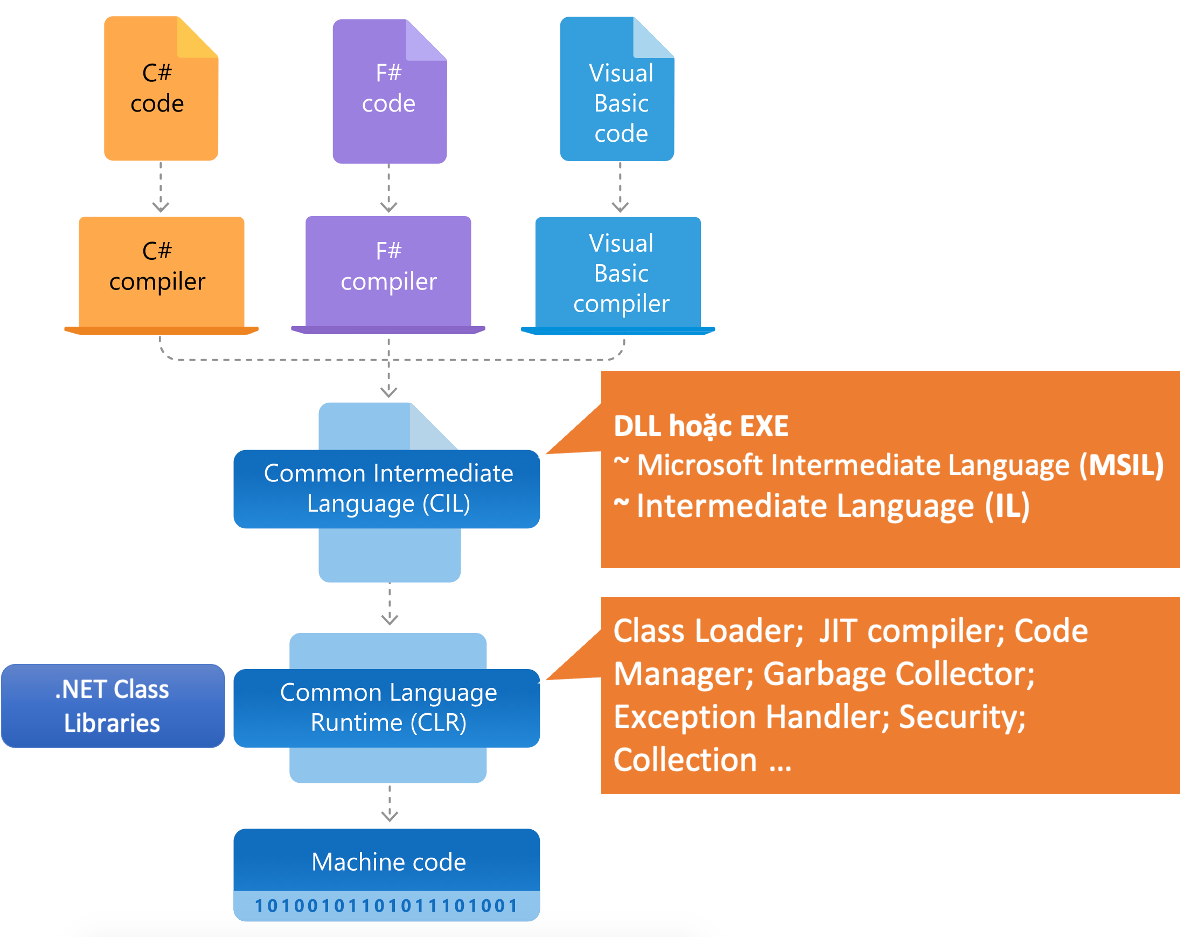 C#
code
F#
code
Visual
Basic
code
C#
compiler
F#
compiler
Visual
Basic
compiler
Common Intermediate
Language (CIL)
DLL hoặc EXE
~ Microsoft Intermediate Language (MSIL)
~ Intermediate Language (IL)
.NET Class
Libraries
Common Language
Runtime (CLR)
Class Loader; JIT compiler; Code
Manager; Garbage Collector;
Exception Handler; Security;
Collection ...
Machine code
10100101101011101001